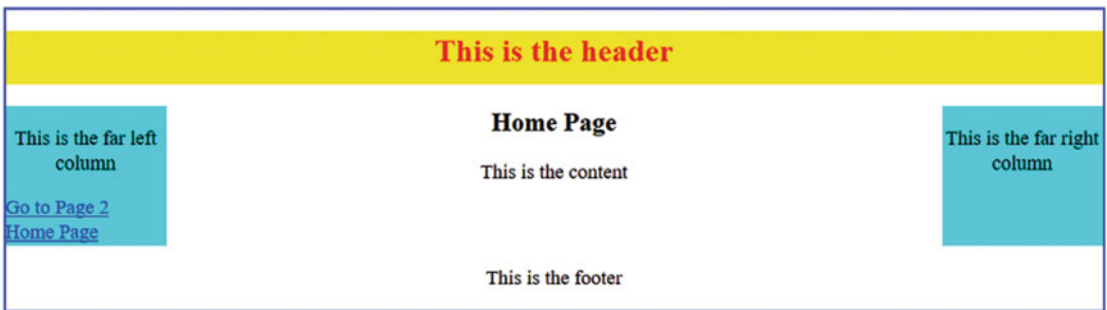 This is the header
This is the far left
column
Go to Page 2
Home Page
Home Page
This is the content
This is the far right
column
This is the footer